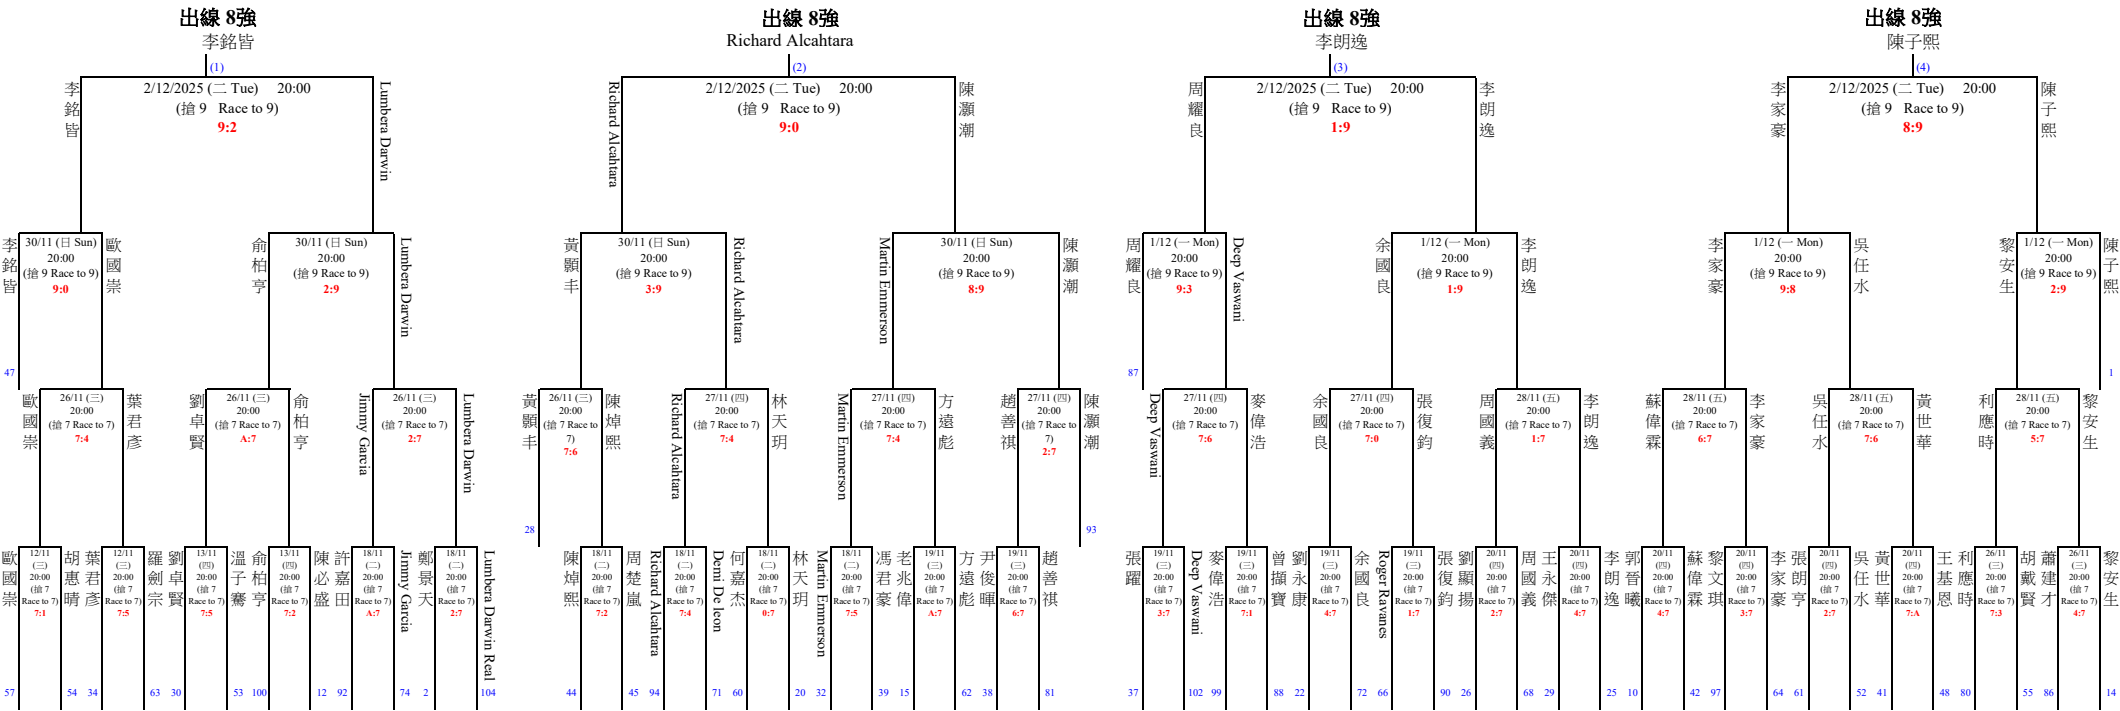 出線 8強
李銘皆
(1)
李銘皆
2/12/2025 (二 Tue) 20:00
(搶 9 Race to 9)
9:2
Lumbera Darwin
李銘皆
30/11 (日 Sun)
20:00
(搶 9 Race to 9)
9:0
歐國崇
俞柏亨
30/11 (日 Sun)
20:00
(搶 9 Race to 9)
2:9
Lumbera Darwin
47
歐國崇
26/11 (三)
20:00
(搶 7 Race to 7)
7:4
葉君彥
劉卓賢
26/11 (三)
20:00
(搶 7 Race to 7)
A:7
俞柏亨
Jimmy Garcia
26/11 (三)
20:00
(搶 7 Race to 7)
2:7
Lumbera Darwin
歐國崇
12/11
(三)
20:00
(搶 7
Race to 7)
7:1
胡惠晴
葉君彥
12/11
(三)
20:00
(搶 7
Race to 7)
7:5
羅劍宗
劉卓賢
13/11
(四)
20:00
(搶 7
Race to 7)
7:5
溫子騫
俞柏亨
13/11
(四)
20:00
(搶 7
Race to 7)
7:2
陳必盛
許嘉田
18/11
(二)
20:00
(搶 7
Race to 7)
A:7
Jimmy Garcia
鄭景天
18/11
(二)
20:00
(搶 7
Race to 7)
2:7
Lumbera Darwin Real
57
54
34
63
30
53
100
12
92
74
2
104
出線 8強
Richard Alcahtara
(2)
Richard Alcahtara
2/12/2025 (二 Tue) 20:00
(搶 9 Race to 9)
9:0
陳灝潮
黃顥丰
30/11 (日 Sun)
20:00
(搶 9 Race to 9)
3:9
Richard Alcahtara
Martin Emmerson
30/11 (日 Sun)
20:00
(搶 9 Race to 9)
8:9
陳灝潮
黃顥丰
26/11 (三)
20:00
(搶 7 Race to
7)
7:6
陳焯熙
Richard Alcahtara
27/11 (四)
20:00
(搶 7 Race to 7)
7:4
林天玥
Martin Emmerson
27/11 (四)
20:00
(搶 7 Race to 7)
7:4
方遠彪
趙善祺
27/11 (四)
20:00
(搶 7 Race to
7)
2:7
陳灝潮
28
93
陳焯熙
18/11
(二)
20:00
(搶 7
Race to 7)
7:2
周楚嵐
Richard Alcahtara
18/11
(二)
20:00
(搶 7
Race to 7)
7:4
Demi De leon
何嘉杰
18/11
(二)
20:00
(搶 7
Race to 7)
0:7
林天玥
Martin Emmerson
18/11
(二)
20:00
(搶 7
Race to 7)
7:5
馮君豪
老兆偉
19/11
(三)
20:00
(搶 7
Race to 7)
A:7
方遠彪
尹俊暉
19/11
(三)
20:00
(搶 7
Race to 7)
6:7
趙善祺
44
45
94
71
60
20
32
39
15
62
38
81
出線 8強
李朗逸
(3)
周耀良
2/12/2025 (二 Tue) 20:00
(搶 9 Race to 9)
1:9
李朗逸
周耀良
1/12 (一 Mon)
20:00
(搶 9 Race to 9)
9:3
Deep Vaswani
余國良
1/12 (一 Mon)
20:00
(搶 9 Race to 9)
1:9
李朗逸
87
Deep Vaswani
27/11 (四)
20:00
(搶 7 Race to 7)
7:6
麥偉浩
余國良
27/11 (四)
20:00
(搶 7 Race to 7)
7:0
張復鈞
周國義
28/11 (五)
20:00
(搶 7 Race to 7)
1:7
李朗逸
張躍
19/11
(三)
20:00
(搶 7
Race to 7)
3:7
Deep Vaswani
麥偉浩
19/11
(三)
20:00
(搶 7
Race to 7)
7:1
曾擷寶
劉永康
19/11
(三)
20:00
(搶 7
Race to 7)
4:7
余國良
Roger Ravanes
19/11
(三)
20:00
(搶 7
Race to 7)
1:7
張復鈞
劉顯揚
20/11
(四)
20:00
(搶 7
Race to 7)
2:7
周國義
王永傑
20/11
(四)
20:00
(搶 7
Race to 7)
4:7
李朗逸
37
102
99
88
22
72
66
90
26
68
29
25
出線 8強
陳子熙
(4)
李家豪
2/12/2025 (二 Tue) 20:00
(搶 9 Race to 9)
8:9
陳子熙
李家豪
1/12 (一 Mon)
20:00
(搶 9 Race to 9)
9:8
吳任水
黎安生
1/12 (一 Mon)
20:00
(搶 9 Race to 9)
2:9
陳子熙
1
蘇偉霖
28/11 (五)
20:00
(搶 7 Race to 7)
6:7
李家豪
吳任水
28/11 (五)
20:00
(搶 7 Race to 7)
7:6
黃世華
利應時
28/11 (五)
20:00
(搶 7 Race to 7)
5:7
黎安生
郭晉曦
20/11
(四)
20:00
(搶 7
Race to 7)
4:7
蘇偉霖
黎文琪
20/11
(四)
20:00
(搶 7
Race to 7)
3:7
李家豪
張朗亨
20/11
(四)
20:00
(搶 7
Race to 7)
2:7
吳任水
黃世華
20/11
(四)
20:00
(搶 7
Race to 7)
7:A
王基恩
利應時
26/11
(三)
20:00
(搶 7
Race to 7)
7:3
胡戴賢
蕭建才
26/11
(三)
20:00
(搶 7
Race to 7)
4:7
黎安生
10
42
97
64
61
52
41
48
80
55
86
14